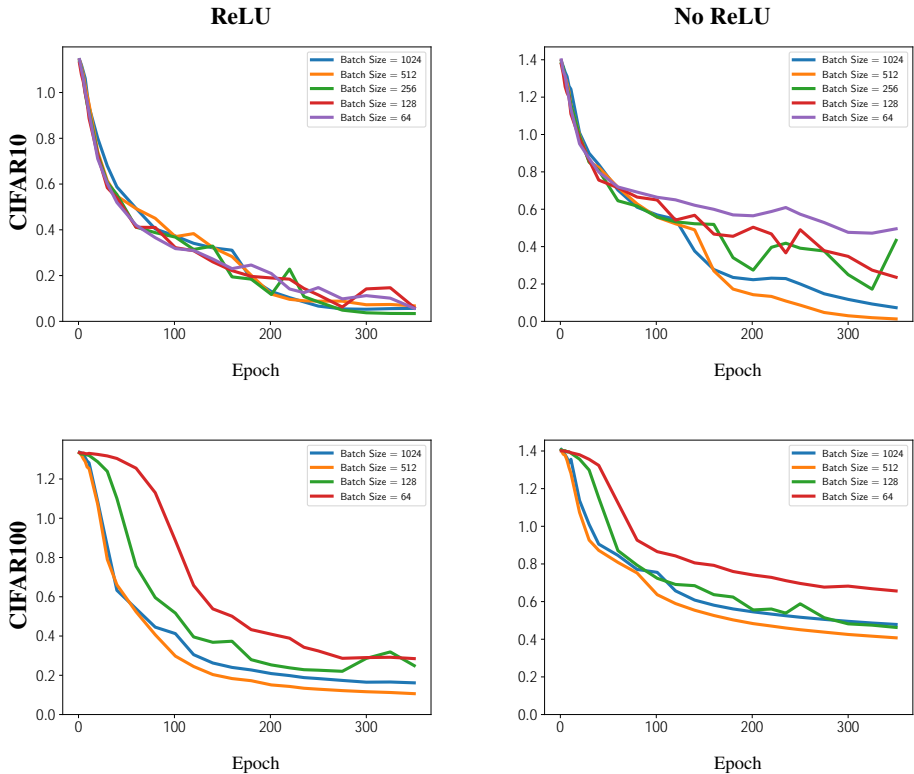 ReLU
No ReLU
CIFAR10
1.0
0.8
0.6
0.4
0.2
0.0
0
100
200
300
Epoch
Batch Size = 1024
Batch Size = 512
Batch Size = 256
Batch Size = 128
Batch Size = 64
1.4
1.2
1.0
0.8
0.6
0.4
0.2
0.0
0
100
200
300
Epoch
Batch Size = 1024
Batch Size = 512
Batch Size = 256
Batch Size = 128
Batch Size = 64
CIFAR100
1.2
1.0
0.8
0.6
0.4
0.2
0.0
0
100
200
300
Epoch
Batch Size = 1024
Batch Size = 512
Batch Size = 128
Batch Size = 64
1.4
1.2
1.0
0.8
0.6
0.4
0.2
0.0
0
100
200
300
Epoch
Batch Size = 1024
Batch Size = 512
Batch Size = 128
Batch Size = 64